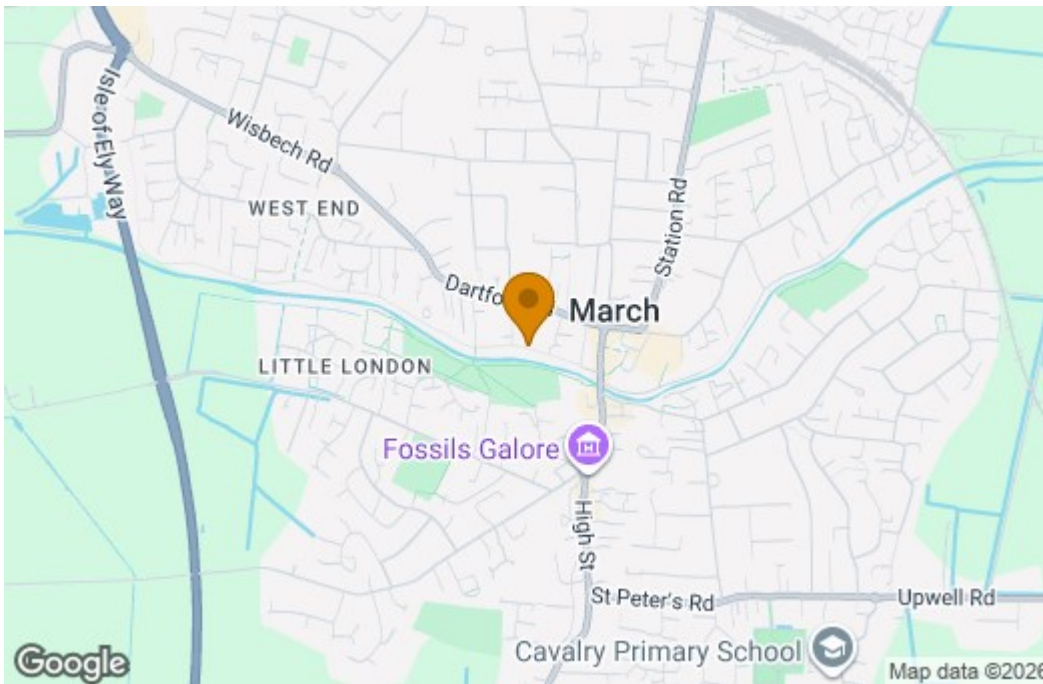 Isle of Ely Way
Wisbech Rd
WEST END
Station Rd
Dartfo
March
LITTLE LONDON
Fossils Galore
High St
St Peter's Rd
Upwell Rd
Cavalry Primary School
Google
Map data ©2026